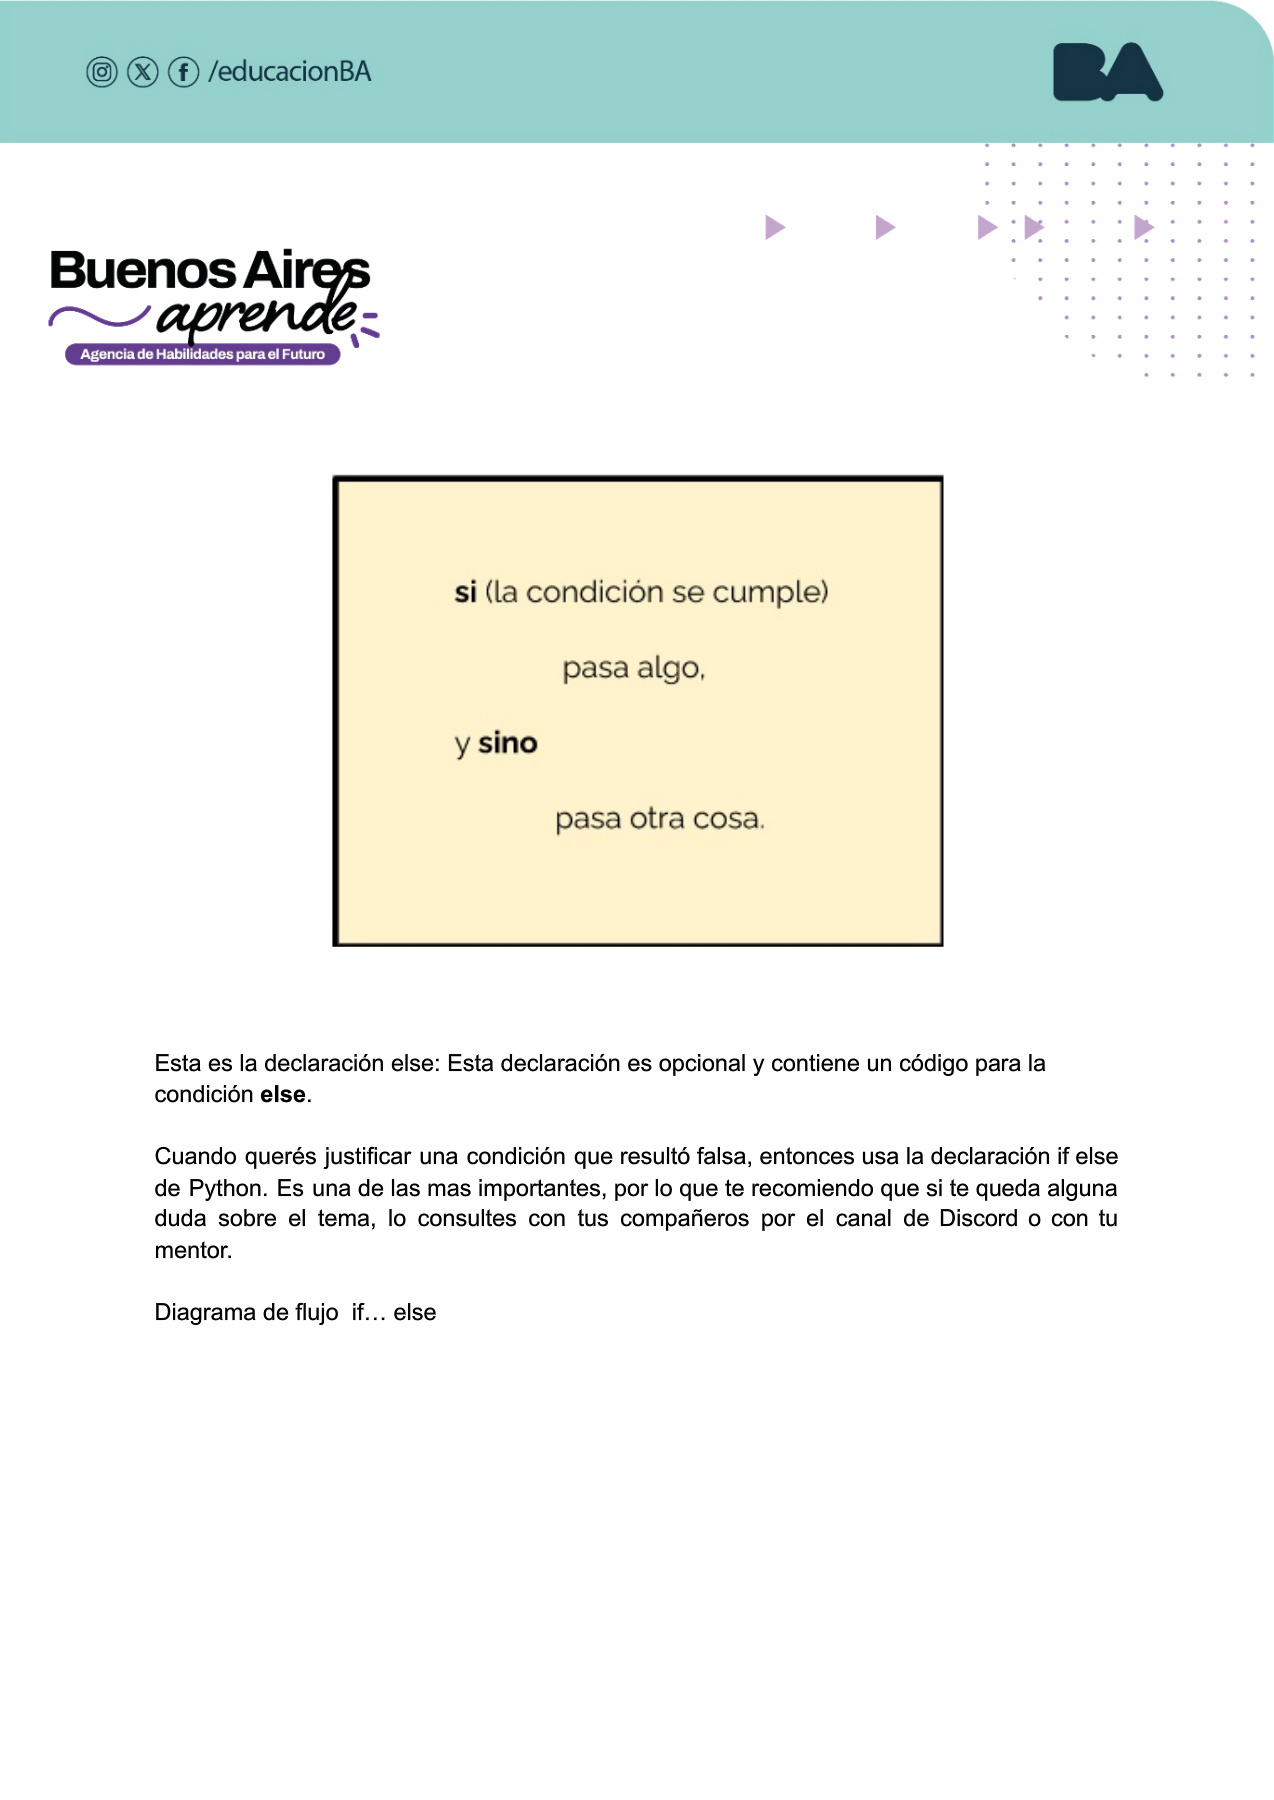 /educacionBA
BA
Buenos Aires
aprende
Agencia de Habilidades para el Futuro
si (la condición se cumple)
pasa algo,
y sino
pasa otra cosa.
Esta es la declaración else: Esta declaración es opcional y contiene un código para la
condición else.
Cuando querés justificar una condición que resultó falsa, entonces usa la declaración if else
de Python. Es una de las mas importantes, por lo que te recomiendo que si te queda alguna
duda sobre el tema, lo consultes con tus compañeros por el canal de Discord o con tu
mentor.
Diagrama de flujo  if… else